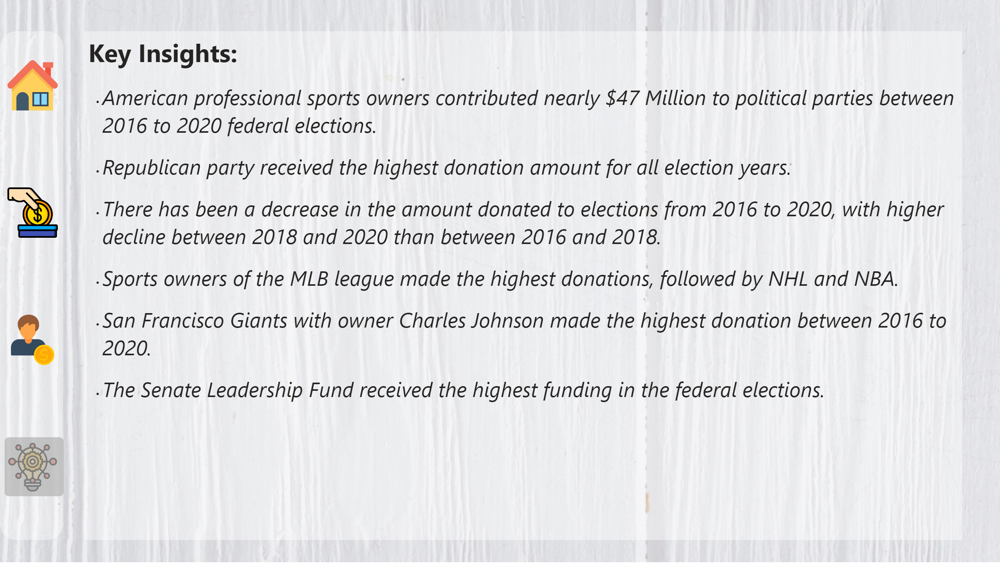 Key Insights:
· American professional sports owners contributed nearly $47 Million to political parties between
2016 to 2020 federal elections.
· Republican party received the highest donation amount for all election years.
· There has been a decrease in the amount donated to elections from 2016 to 2020, with higher
decline between 2018 and 2020 than between 2016 and 2018.
· Sports owners of the MLB league made the highest donations, followed by NHL and NBA.
· San Francisco Giants with owner Charles Johnson made the highest donation between 2016 to
2020.
· The Senate Leadership Fund received the highest funding in the federal elections.